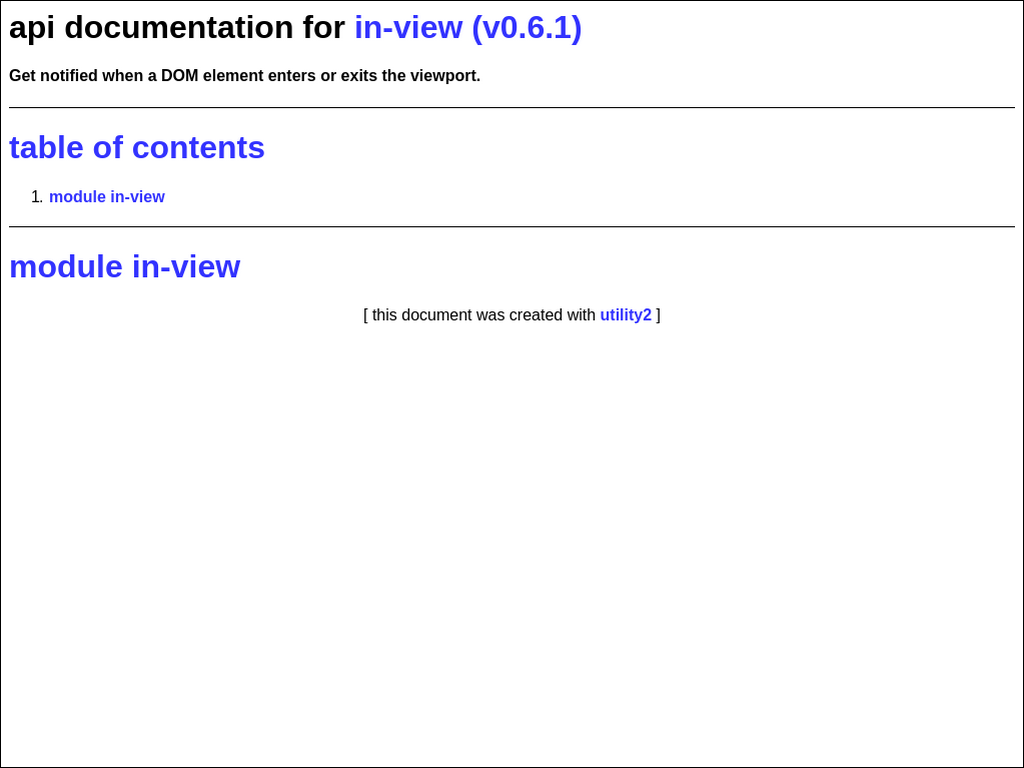 api documentation for in-view (v0.6.1)
Get notified when a DOM element enters or exits the viewport.
table of contents
1. module in-view
module in-view
[ this document was created with utility2 ]